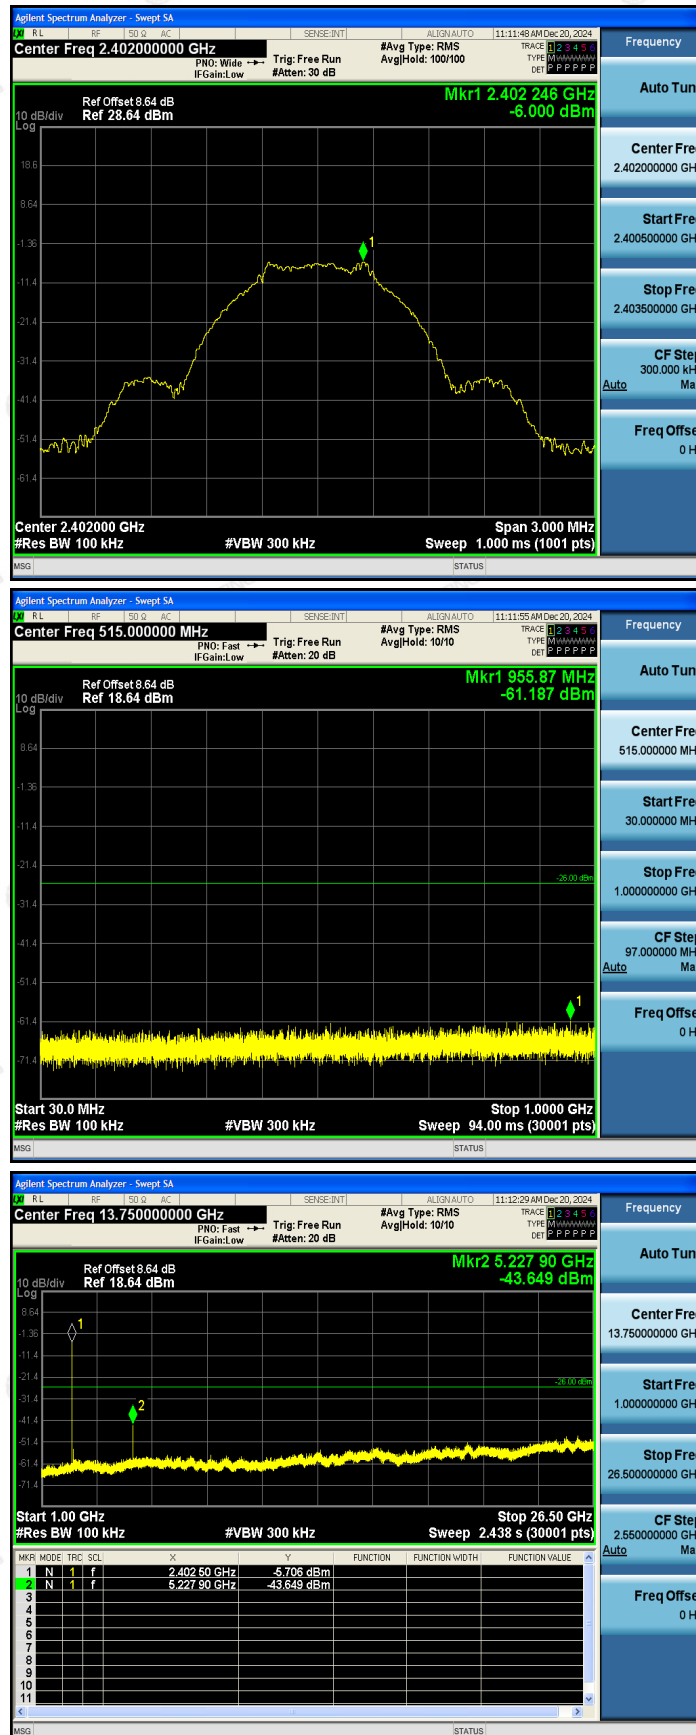 Agilent Spectrum Analyzer - Swept SA
LXI RL RF 50 Ω AC SENSE:INT ALIGN AUTO 11:11:48 AM Dec 20, 2024
Center Freq 2.402000000 GHz #Avg Type: RMS TRACE 1 2 3 4 5 6
PNO: Wide Trig: Free Run Avg|Hold: 100/100 TYPE M WWWWW
IFGain:Low #Atten: 30 dB DET P P P P P P
Frequency
Mkr1 2.402 246 GHz
-6.000 dBm
Ref Offset 8.64 dB
10 dB/div Ref 28.64 dBm
Log
18.6
8.64
-1.36
-11.4
-21.4
-31.4
-41.4
-51.4
-61.4
1
Center 2.402000 GHz Span 3.000 MHz
#Res BW 100 kHz #VBW 300 kHz Sweep 1.000 ms (1001 pts)
MSG STATUS
Auto Tun
Center Fre
2.402000000 GH
Start Fre
2.400500000 GH
Stop Fre
2.403500000 GH
CF Step
300.000 kH
Auto Ma
Freq Offse
0 H
Agilent Spectrum Analyzer - Swept SA
LXI RL RF 50 Ω AC SENSE:INT ALIGN AUTO 11:11:55 AM Dec 20, 2024
Center Freq 515.000000 MHz #Avg Type: RMS TRACE 1 2 3 4 5 6
PNO: Fast Trig: Free Run Avg|Hold: 10/10 TYPE M WWWWW
IFGain:Low #Atten: 20 dB DET P P P P P P
Frequency
Mkr1 955.87 MHz
-61.187 dBm
Ref Offset 8.64 dB
10 dB/div Ref 18.64 dBm
Log
8.64
-1.36
-11.4
-21.4
-31.4
-41.4
-51.4
-61.4
-71.4
-26.00 dBm
1
Start 30.0 MHz Stop 1.0000 GHz
#Res BW 100 kHz #VBW 300 kHz Sweep 94.00 ms (30001 pts)
MSG STATUS
Auto Tun
Center Fre
515.000000 MH
Start Fre
30.000000 MH
Stop Fre
1.000000000 GH
CF Step
97.000000 MH
Auto Ma
Freq Offse
0 H
Agilent Spectrum Analyzer - Swept SA
LXI RL RF 50 Ω AC SENSE:INT ALIGN AUTO 11:12:29 AM Dec 20, 2024
Center Freq 13.750000000 GHz #Avg Type: RMS TRACE 1 2 3 4 5 6
PNO: Fast Trig: Free Run Avg|Hold: 10/10 TYPE M WWWWW
IFGain:Low #Atten: 20 dB DET P P P P P P
Frequency
Mkr2 5.227 90 GHz
-43.649 dBm
Ref Offset 8.64 dB
10 dB/div Ref 18.64 dBm
Log
8.64
-1.36
-11.4
-21.4
-31.4
-41.4
-51.4
-61.4
-71.4
1
2
-26.00 dBm
Start 1.00 GHz Stop 26.50 GHz
#Res BW 100 kHz #VBW 300 kHz Sweep 2.438 s (30001 pts)
MKR MODE TRC SCL X Y FUNCTION FUNCTION WIDTH FUNCTION VALUE
1 N 1 f 2.402 50 GHz -5.706 dBm
2 N 1 f 5.227 90 GHz -43.649 dBm
3
4
5
6
7
8
9
10
11
MSG STATUS
Auto Tun
Center Fre
13.750000000 GH
Start Fre
1.000000000 GH
Stop Fre
26.500000000 GH
CF Step
2.550000000 GH
Auto Ma
Freq Offse
0 H